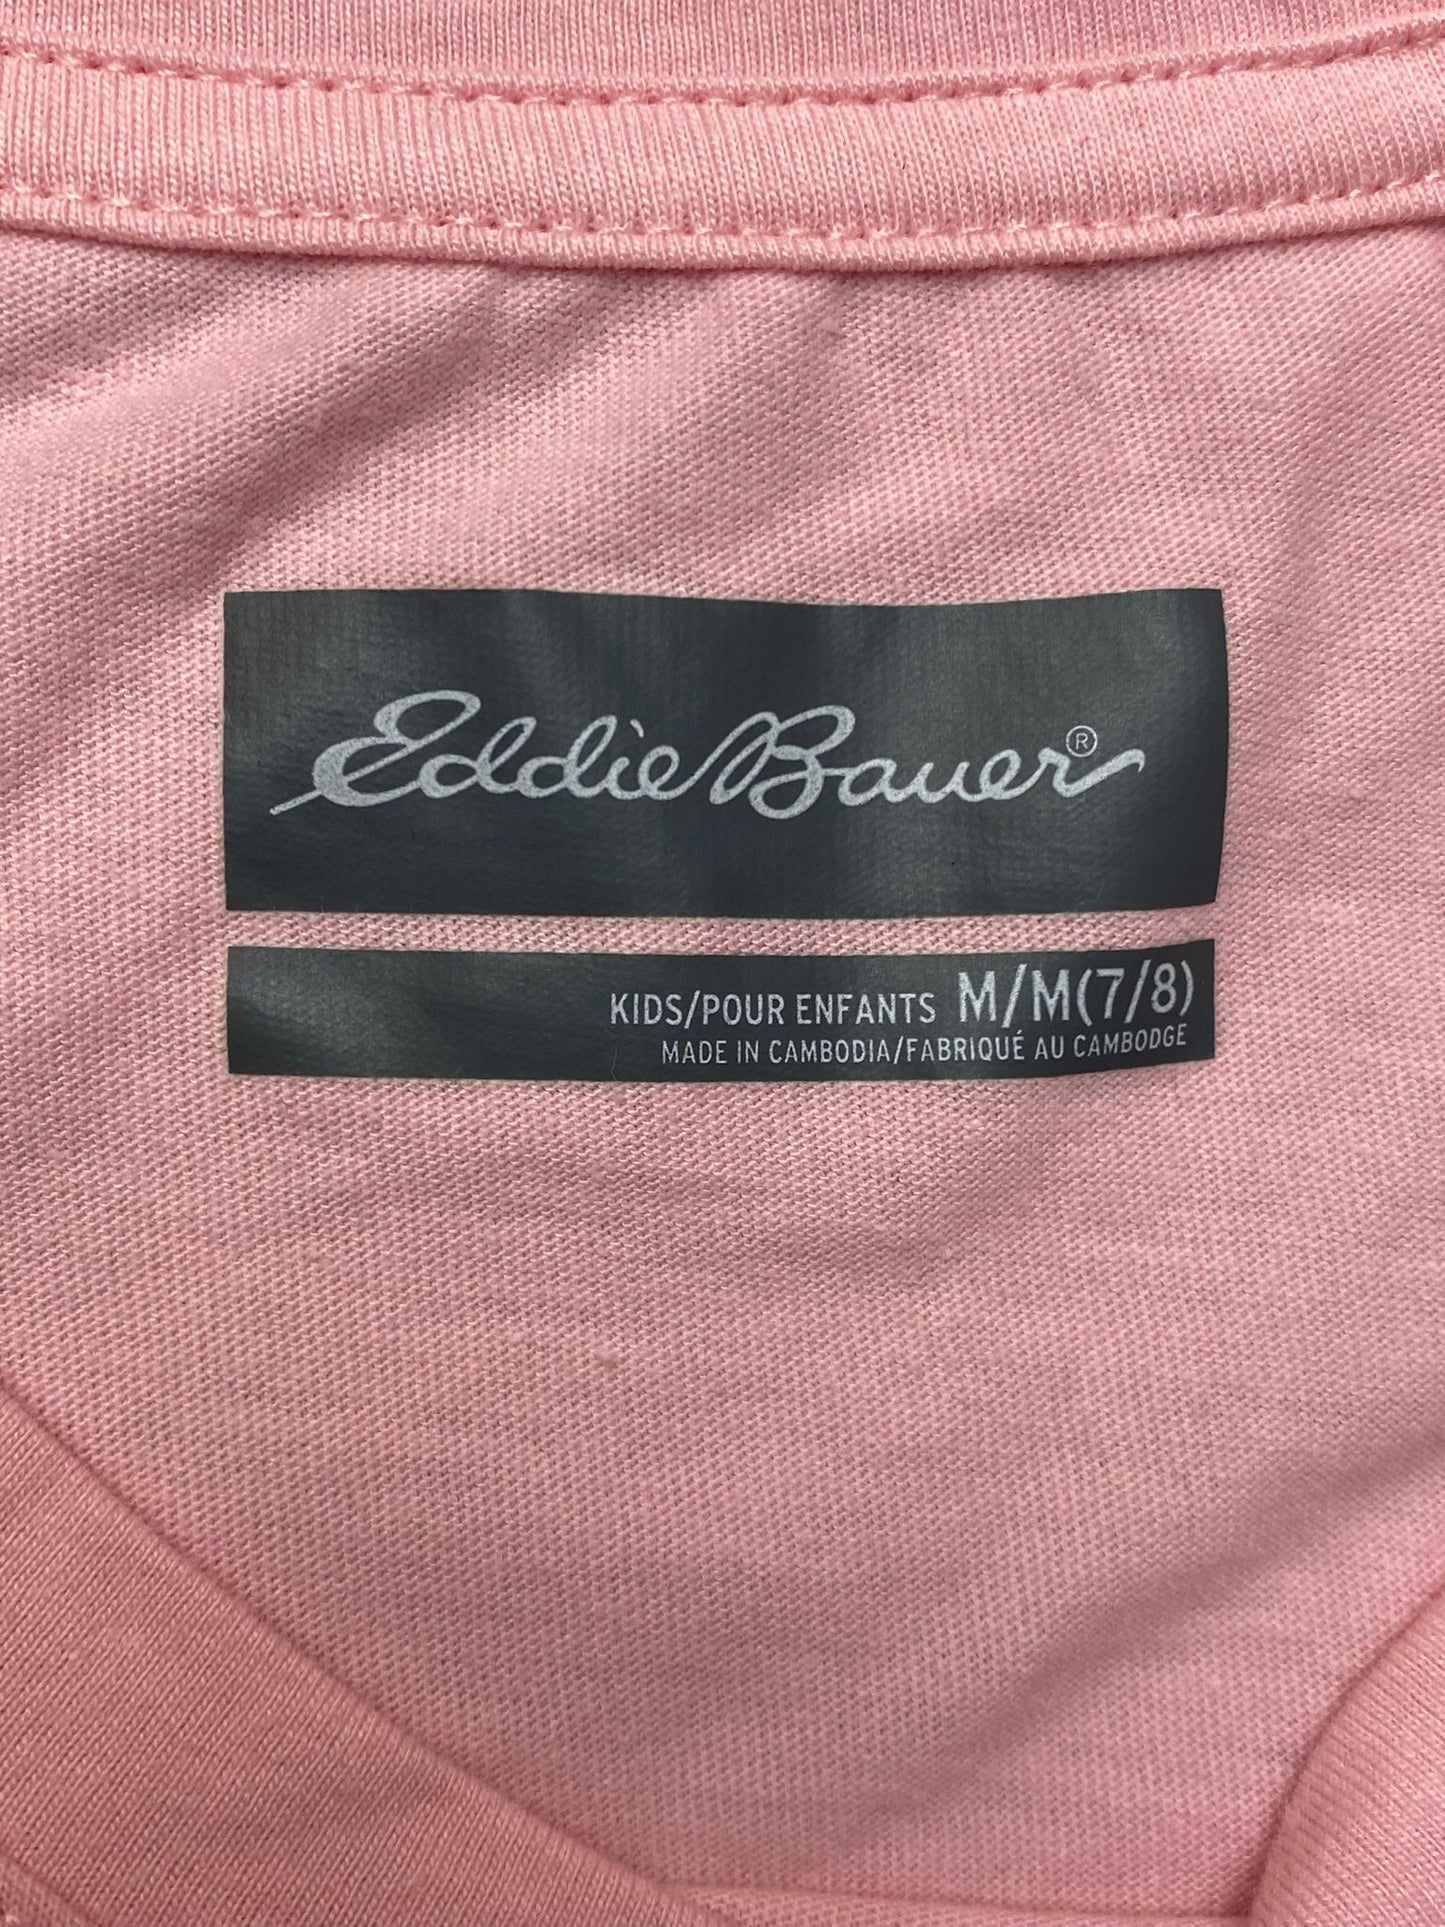 Eddie Bauer®
KIDS/POUR ENFANTS M/M(7/8)
MADE IN CAMBODIA/FABRIQUÉ AU CAMBODGE